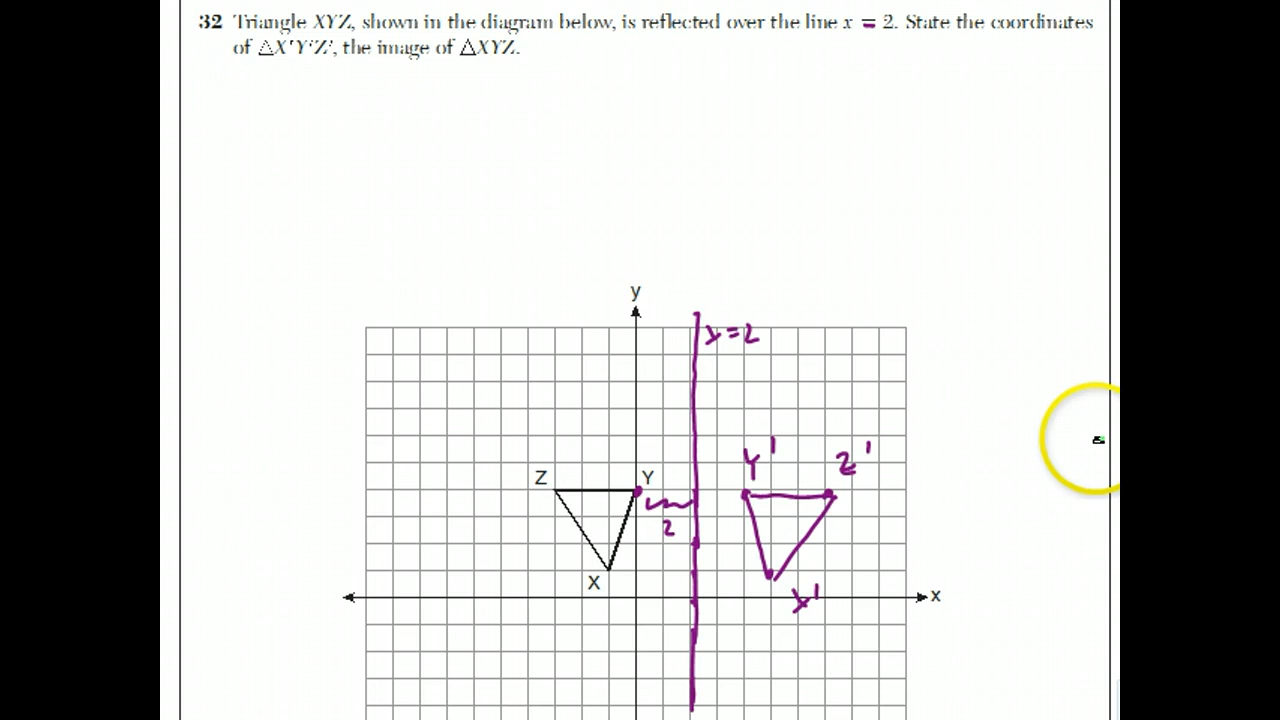 32 Triangle XYZ, shown in the diagram below, is reflected over the line x = 2. State the coordinates
of △X'Y'Z', the image of △XYZ.
y
x=2
Y'
Z'
Z
Y
2
X
X'
x